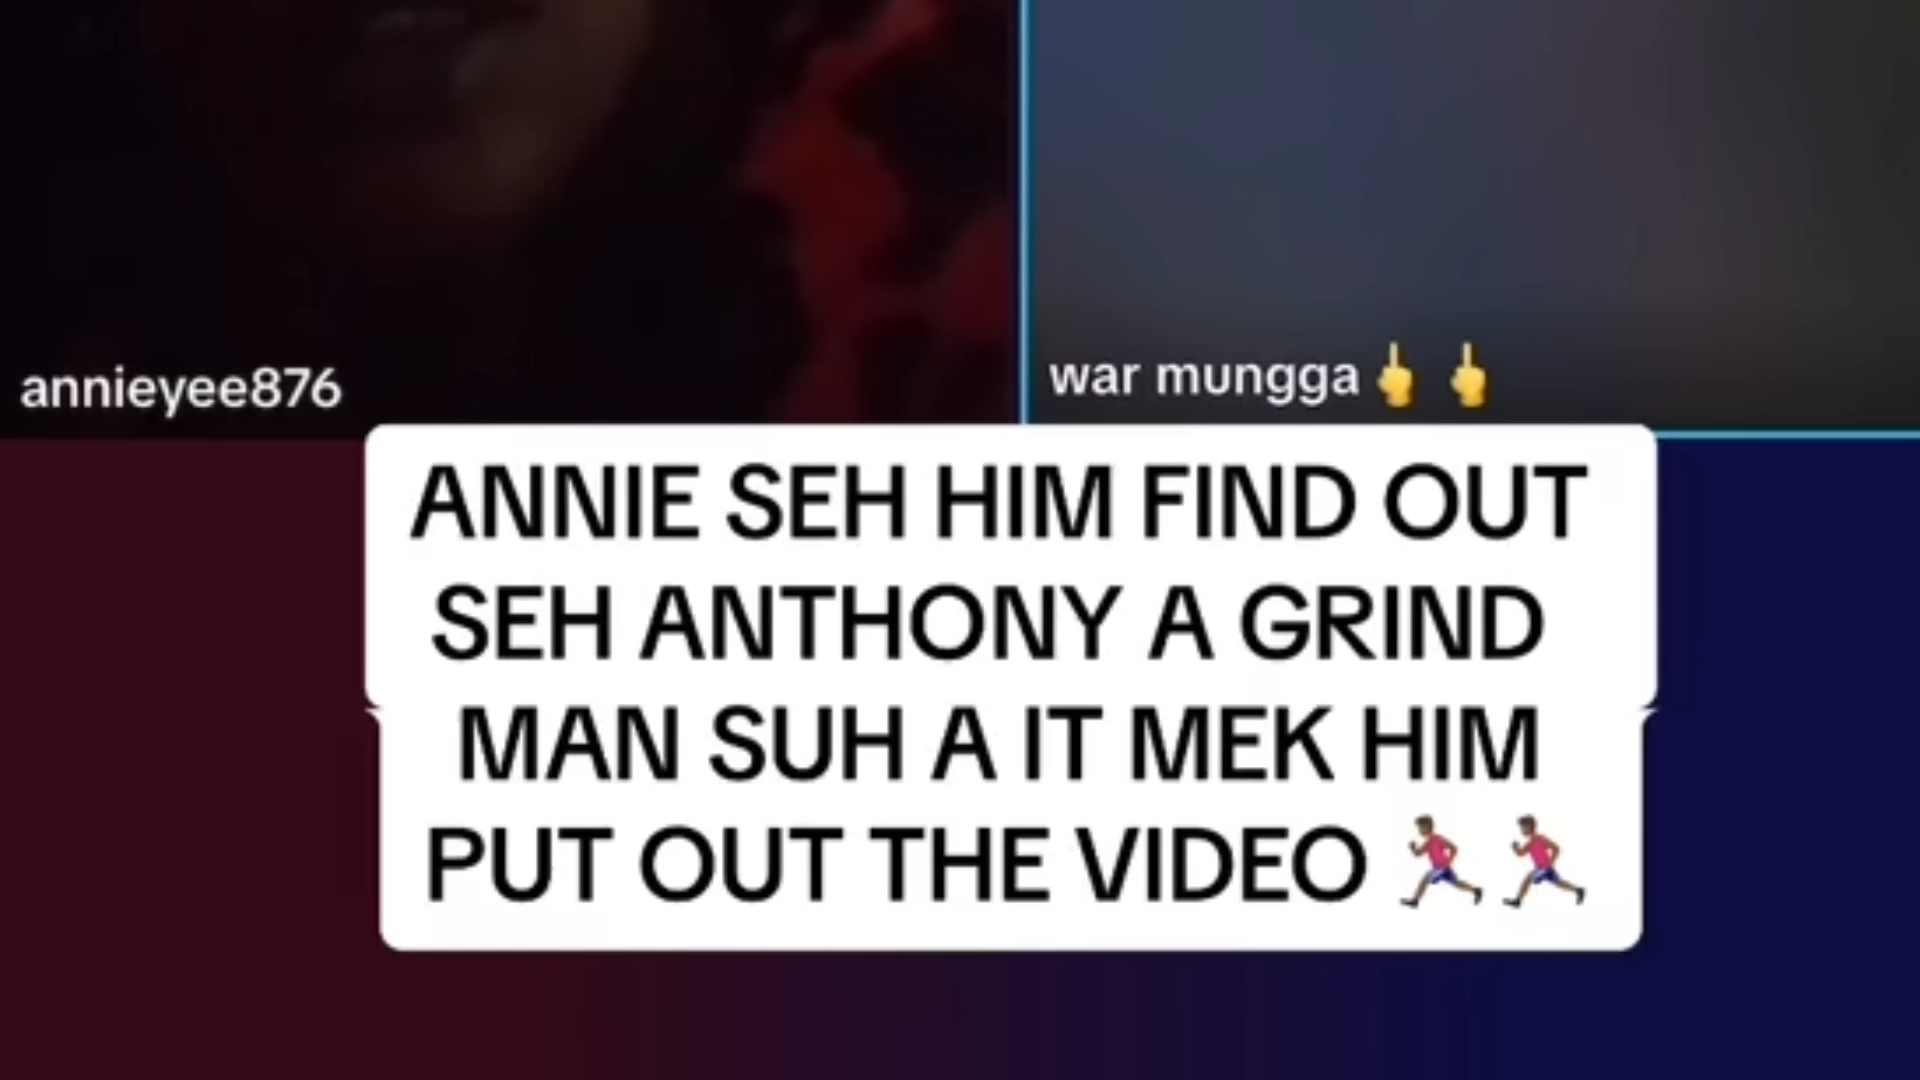 annieyee876
war mungga🖕 🖕
ANNIE SEH HIM FIND OUT
SEH ANTHONY A GRIND
MAN SUH A IT MEK HIM
PUT OUT THE VIDEO 🏃🏾🏃🏾